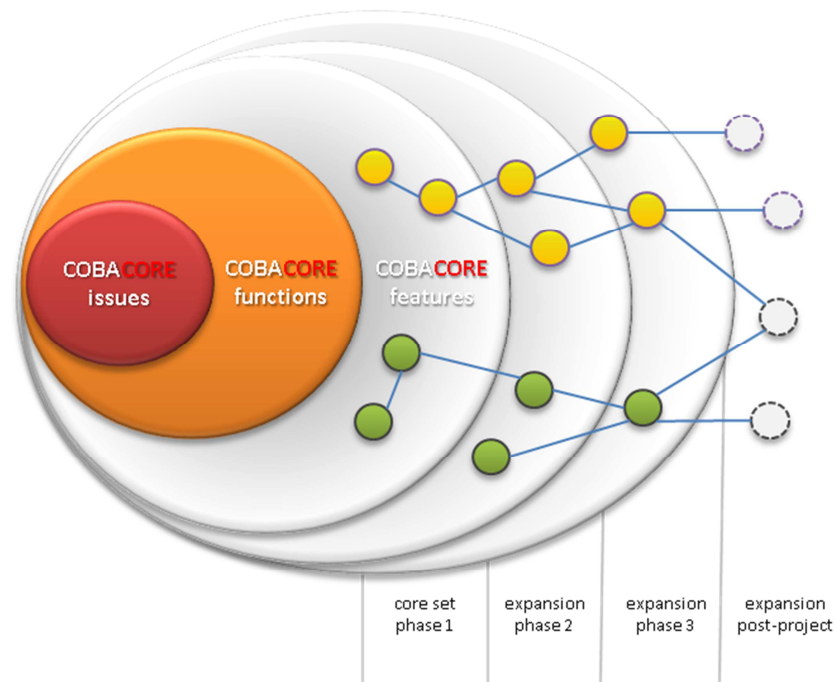 COBACORE
issues
COBACORE
functions
COBACORE
features
core set
phase 1
expansion
phase 2
expansion
phase 3
expansion
post-project